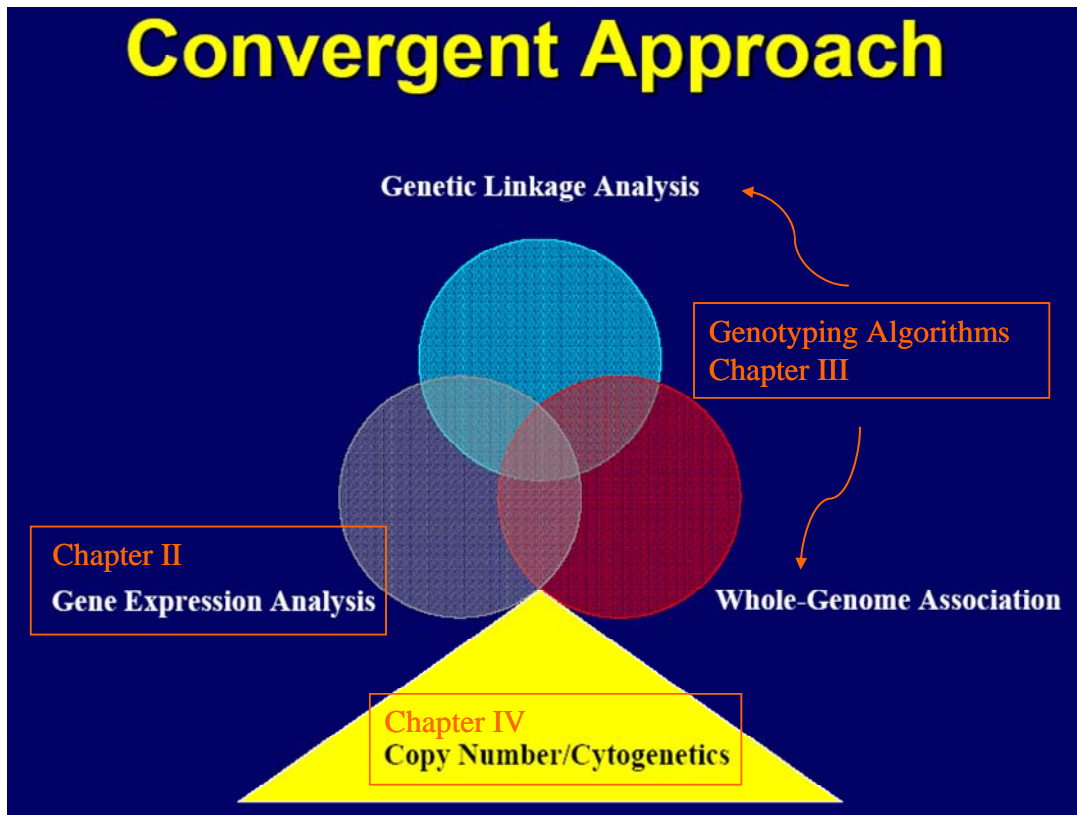 Convergent Approach
Genetic Linkage Analysis
Genotyping Algorithms
Chapter III
Chapter II
Gene Expression Analysis
Whole-Genome Association
Chapter IV
Copy Number/Cytogenetics